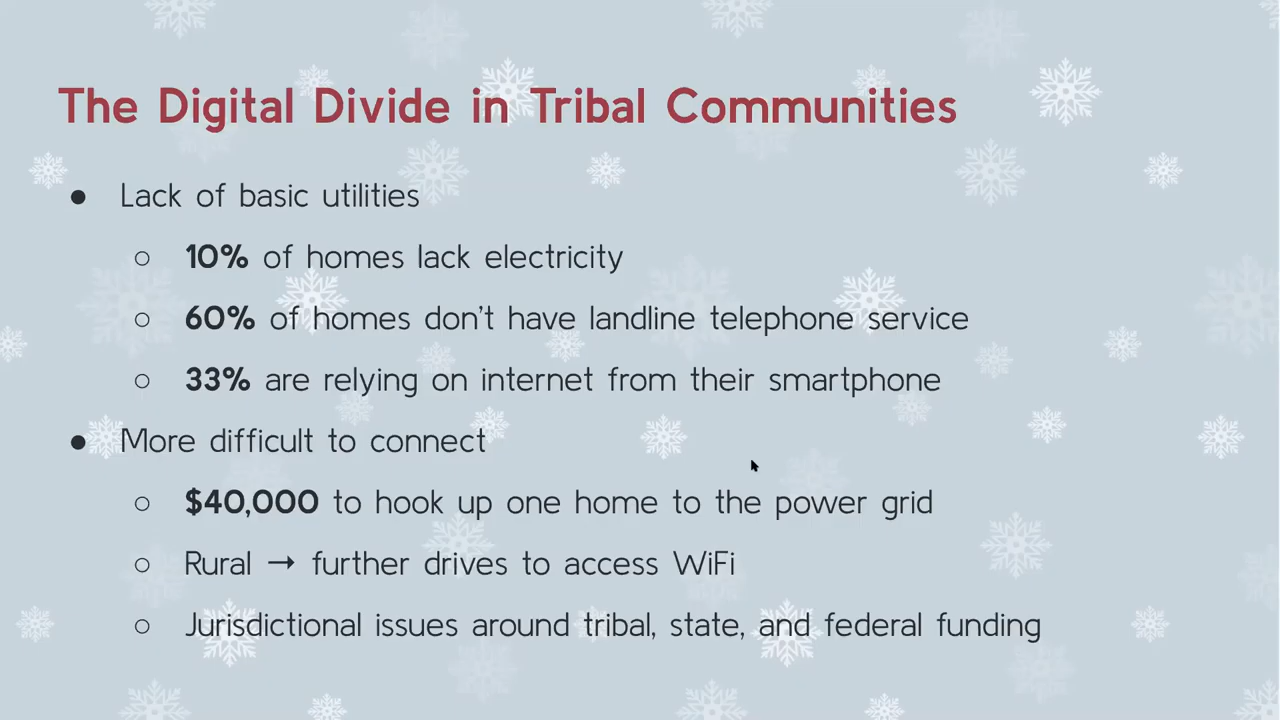 The Digital Divide in Tribal Communities
● Lack of basic utilities
○ 10% of homes lack electricity
○ 60% of homes don’t have landline telephone service
○ 33% are relying on internet from their smartphone
● More difficult to connect
○ $40,000 to hook up one home to the power grid
○ Rural → further drives to access WiFi
○ Jurisdictional issues around tribal, state, and federal funding